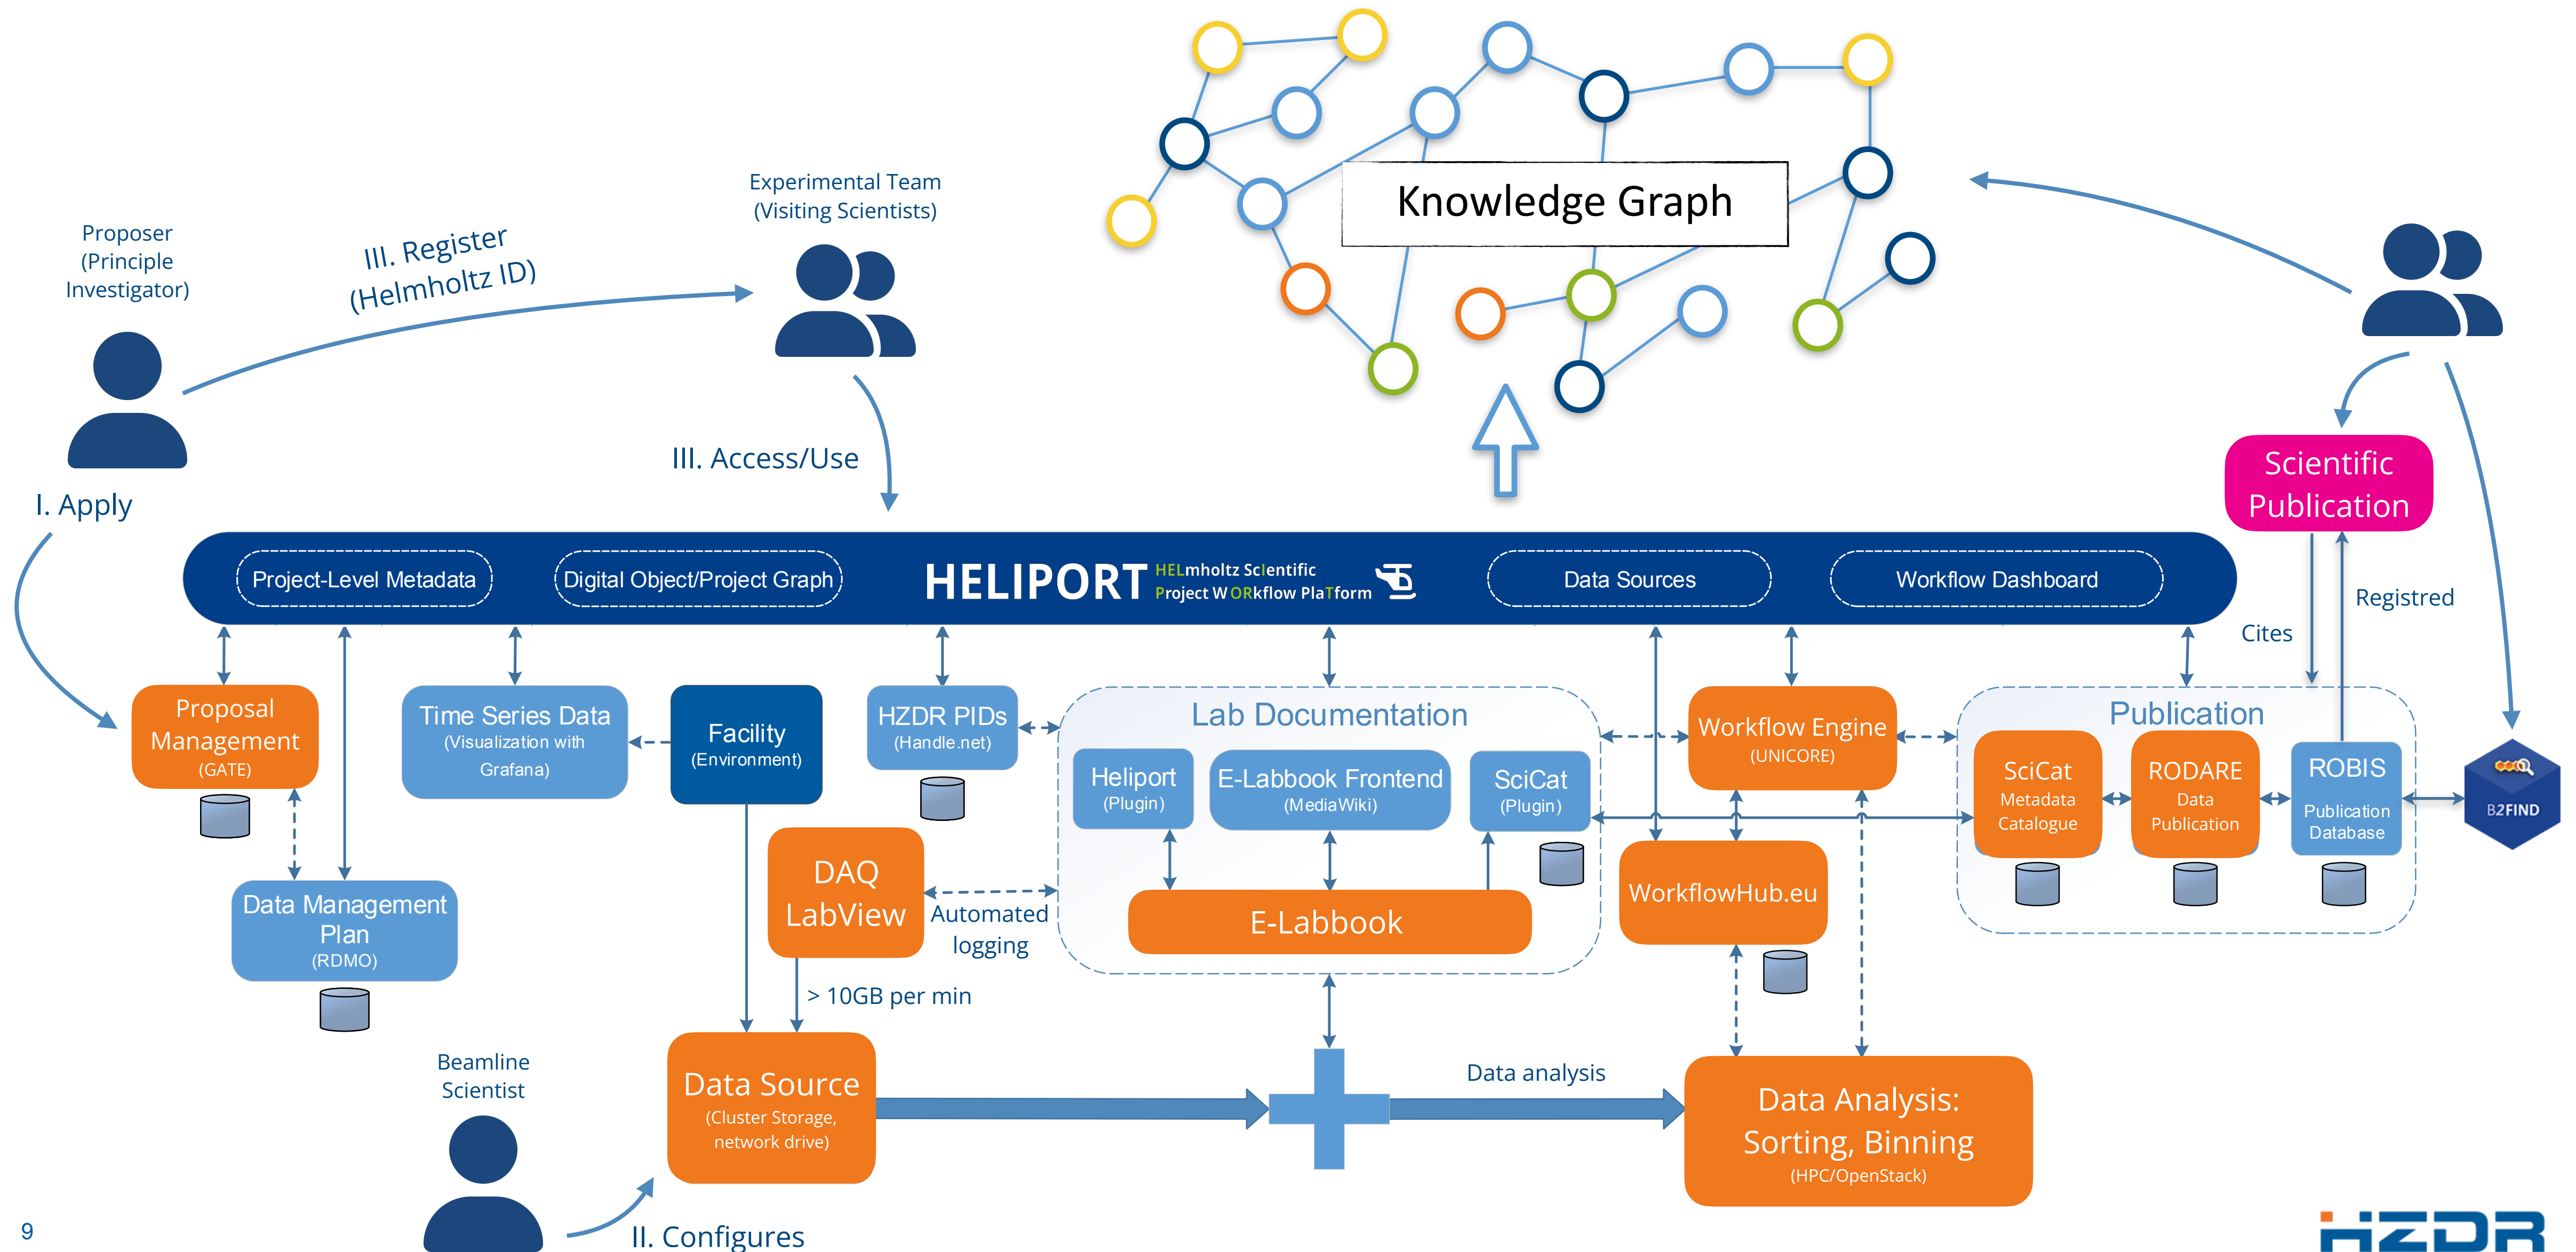 Knowledge Graph
Experimental Team
(Visiting Scientists)
Proposer
(Principle
Investigator)
III. Register
(Helmholtz ID)
III. Access/Use
I. Apply
Scientific
Publication
Project-Level Metadata
Digital Object/Project Graph
HELIPORT
HELmholtz ScIentific
Project WORkflow PlaTform
Data Sources
Workflow Dashboard
Registred
Cites
Proposal
Management
(GATE)
Time Series Data
(Visualization with
Grafana)
Facility
(Environment)
HZDR PIDs
(Handle.net)
Lab Documentation
Heliport
(Plugin)
E-Labbook Frontend
(MediaWiki)
SciCat
(Plugin)
E-Labbook
Workflow Engine
(UNICORE)
WorkflowHub.eu
Publication
SciCat
Metadata
Catalogue
RODARE
Data
Publication
ROBIS
Publication
Database
B2FIND
DAQ
LabView
Automated
logging
Data Management
Plan
(RDMO)
> 10GB per min
Beamline
Scientist
Data Source
(Cluster Storage,
network drive)
Data analysis
Data Analysis:
Sorting, Binning
(HPC/OpenStack)
II. Configures
9
HZDR